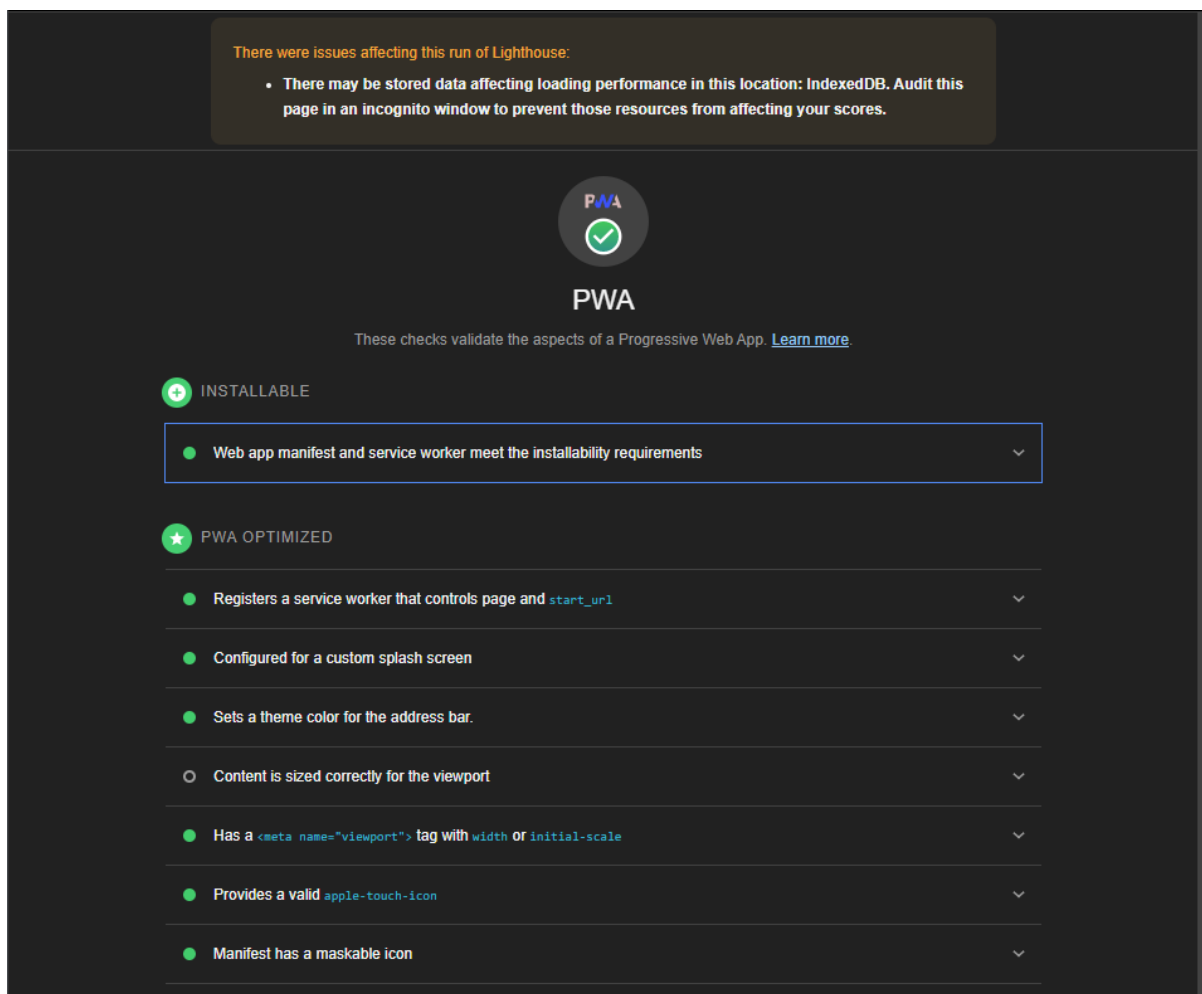 There were issues affecting this run of Lighthouse:
• There may be stored data affecting loading performance in this location: IndexedDB. Audit this
page in an incognito window to prevent those resources from affecting your scores.
PWA
PWA
These checks validate the aspects of a Progressive Web App. Learn more.
INSTALLABLE
Web app manifest and service worker meet the installability requirements
PWA OPTIMIZED
Registers a service worker that controls page and start_url
Configured for a custom splash screen
Sets a theme color for the address bar.
Content is sized correctly for the viewport
Has a <meta name="viewport"> tag with width or initial-scale
Provides a valid apple-touch-icon
Manifest has a maskable icon